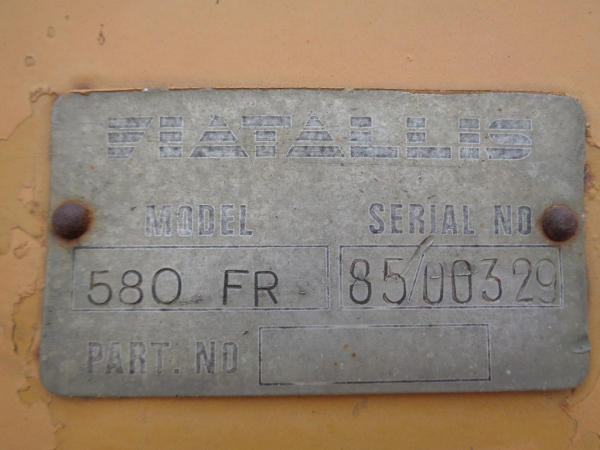 FIATALLIS
MODEL SERIAL NO
580 FR 85/00329
PART. NO